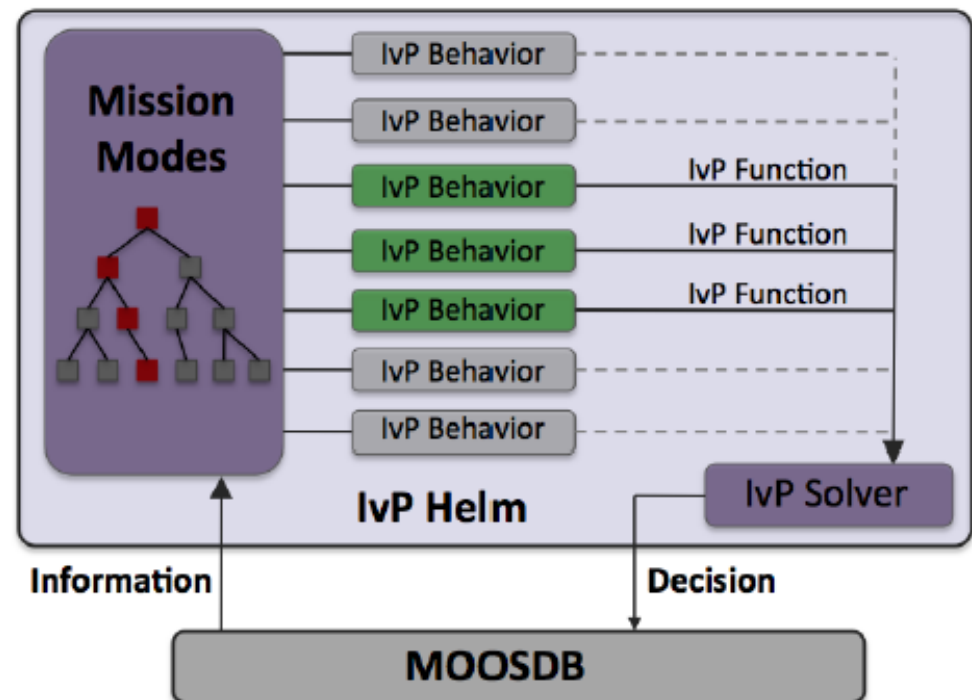 Mission
Modes
IvP Behavior
IvP Behavior
IvP Behavior
IvP Function
IvP Behavior
IvP Function
IvP Behavior
IvP Function
IvP Behavior
IvP Behavior
IvP Solver
IvP Helm
Information
Decision
MOOSDB